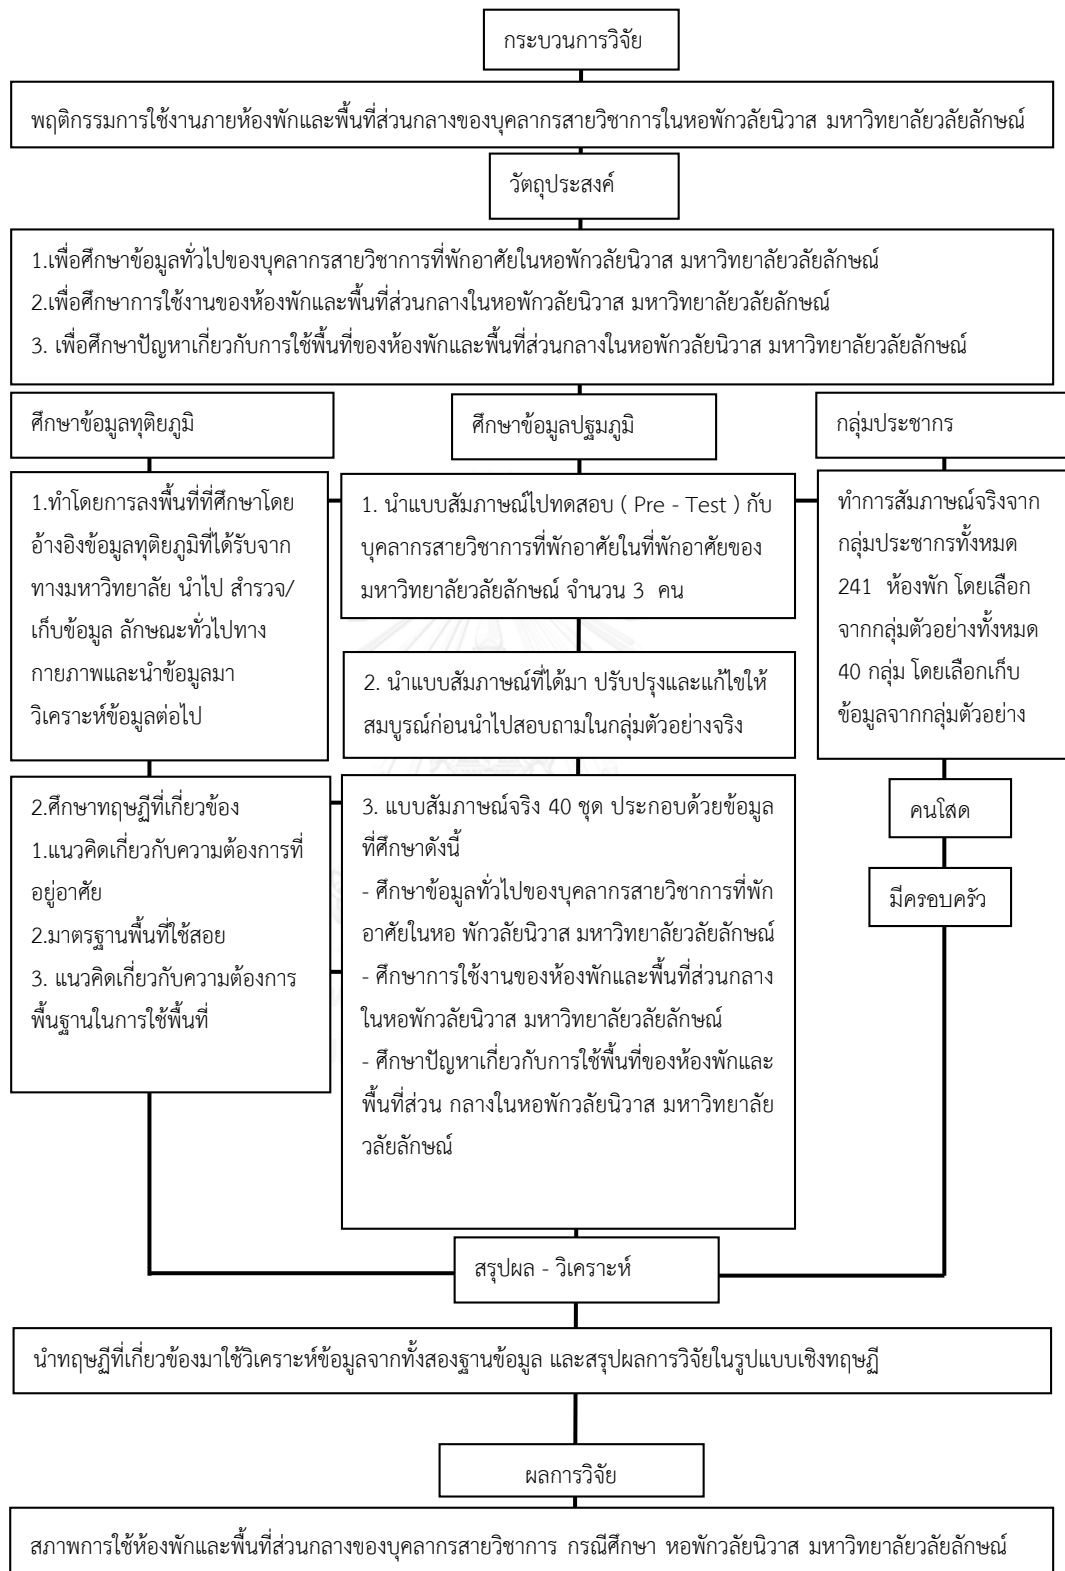 กระบวนการวิจัย
พฤติกรรมการใช้งานภายห้องพักและพื้นที่ส่วนกลางของบุคลากรสายวิชาการในหอพักวลัยนิวาส มหาวิทยาลัยวลัยลักษณ์
วัตถุประสงค์
1.เพื่อศึกษาข้อมูลทั่วไปของบุคลากรสายวิชาการที่พักอาศัยในหอพักวลัยนิวาส มหาวิทยาลัยวลัยลักษณ์
2.เพื่อศึกษาการใช้งานของห้องพักและพื้นที่ส่วนกลางในหอพักวลัยนิวาส มหาวิทยาลัยวลัยลักษณ์
3. เพื่อศึกษาปัญหาเกี่ยวกับการใช้พื้นที่ของห้องพักและพื้นที่ส่วนกลางในหอพักวลัยนิวาส มหาวิทยาลัยวลัยลักษณ์
ศึกษาข้อมูลทุติยภูมิ
1.ทำโดยการลงพื้นที่ที่ศึกษาโดย
อ้างอิงข้อมูลทุติยภูมิที่ได้รับจาก
ทางมหาวิทยาลัย นำไป สำรวจ/
เก็บข้อมูล ลักษณะทั่วไปทาง
กายภาพและนำข้อมูลมา
วิเคราะห์ข้อมูลต่อไป
2.ศึกษาทฤษฏีที่เกี่ยวข้อง
1.แนวคิดเกี่ยวกับความต้องการที่
อยู่อาศัย
2.มาตรฐานพื้นที่ใช้สอย
3. แนวคิดเกี่ยวกับความต้องการ
พื้นฐานในการใช้พื้นที่
ศึกษาข้อมูลปฐมภูมิ
1. นำแบบสัมภาษณ์ไปทดสอบ ( Pre - Test ) กับ
บุคลากรสายวิชาการที่พักอาศัยในที่พักอาศัยของ
มหาวิทยาลัยวลัยลักษณ์ จำนวน 3 คน
2. นำแบบสัมภาษณ์ที่ได้มา ปรับปรุงและแก้ไขให้
สมบูรณ์ก่อนนำไปสอบถามในกลุ่มตัวอย่างจริง
3. แบบสัมภาษณ์จริง 40 ชุด ประกอบด้วยข้อมูล
ที่ศึกษาดังนี้
- ศึกษาข้อมูลทั่วไปของบุคลากรสายวิชาการที่พัก
อาศัยในหอ พักวลัยนิวาส มหาวิทยาลัยวลัยลักษณ์
- ศึกษาการใช้งานของห้องพักและพื้นที่ส่วนกลาง
ในหอพักวลัยนิวาส มหาวิทยาลัยวลัยลักษณ์
- ศึกษาปัญหาเกี่ยวกับการใช้พื้นที่ของห้องพักและ
พื้นที่ส่วน กลางในหอพักวลัยนิวาส มหาวิทยาลัย
วลัยลักษณ์
กลุ่มประชากร
ทำการสัมภาษณ์จริงจาก
กลุ่มประชากรทั้งหมด
241 ห้องพัก โดยเลือก
จากกลุ่มตัวอย่างทั้งหมด
40 กลุ่ม โดยเลือกเก็บ
ข้อมูลจากกลุ่มตัวอย่าง
คนโสด
มีครอบครัว
สรุปผล - วิเคราะห์
นำทฤษฏีที่เกี่ยวข้องมาใช้วิเคราะห์ข้อมูลจากทั้งสองฐานข้อมูล และสรุปผลการวิจัยในรูปแบบเชิงทฤษฏี
ผลการวิจัย
สภาพการใช้ห้องพักและพื้นที่ส่วนกลางของบุคลากรสายวิชาการ กรณีศึกษา หอพักวลัยนิวาส มหาวิทยาลัยวลัยลักษณ์